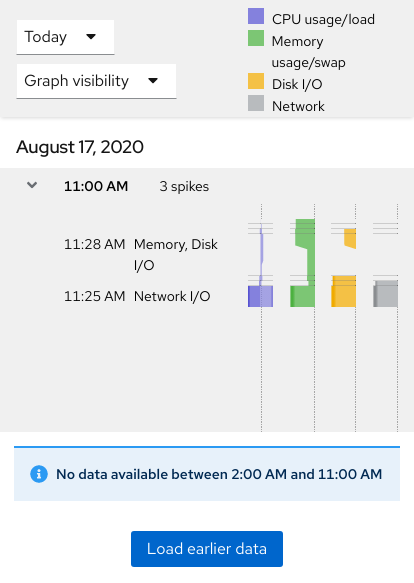 Today
CPU usage/load
Memory
usage/swap
Graph visibility
Disk I/O
Network
August 17, 2020
11:00 AM 3 spikes
11:28 AM Memory, Disk
I/O
11:25 AM Network I/O
No data available between 2:00 AM and 11:00 AM
Load earlier data